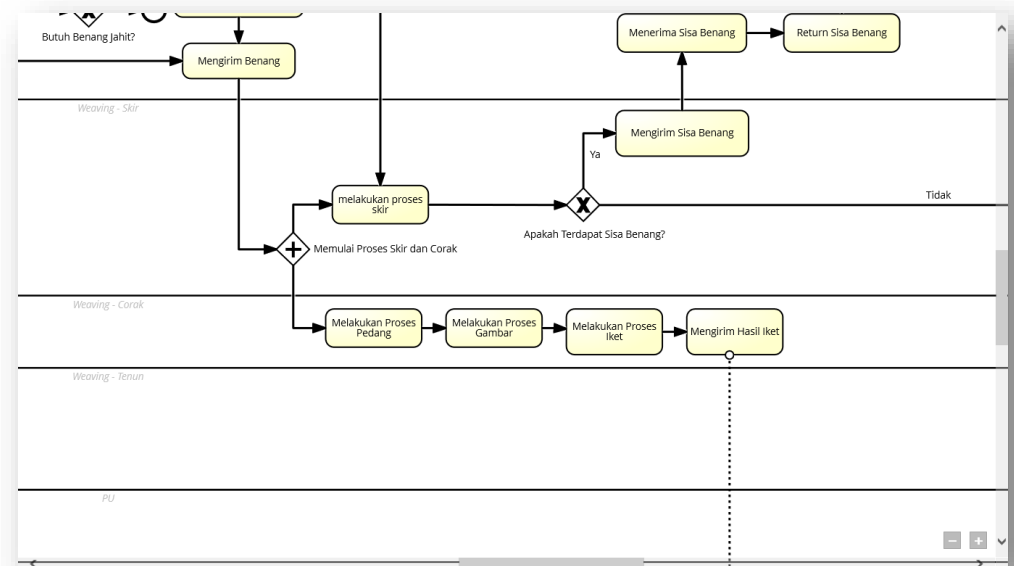 Butuh Benang Jahit?
Mengirim Benang
Menerima Sisa Benang
Return Sisa Benang
Weaving - Skir
Mengirim Sisa Benang
Ya
melakukan proses
skir
Tidak
Apakah Terdapat Sisa Benang?
Memulai Proses Skir dan Corak
Weaving - Corak
Melakukan Proses
Pedang
Melakukan Proses
Gambar
Melakukan Proses
Iket
Mengirim Hasil Iket
Weaving - Tenun
PU